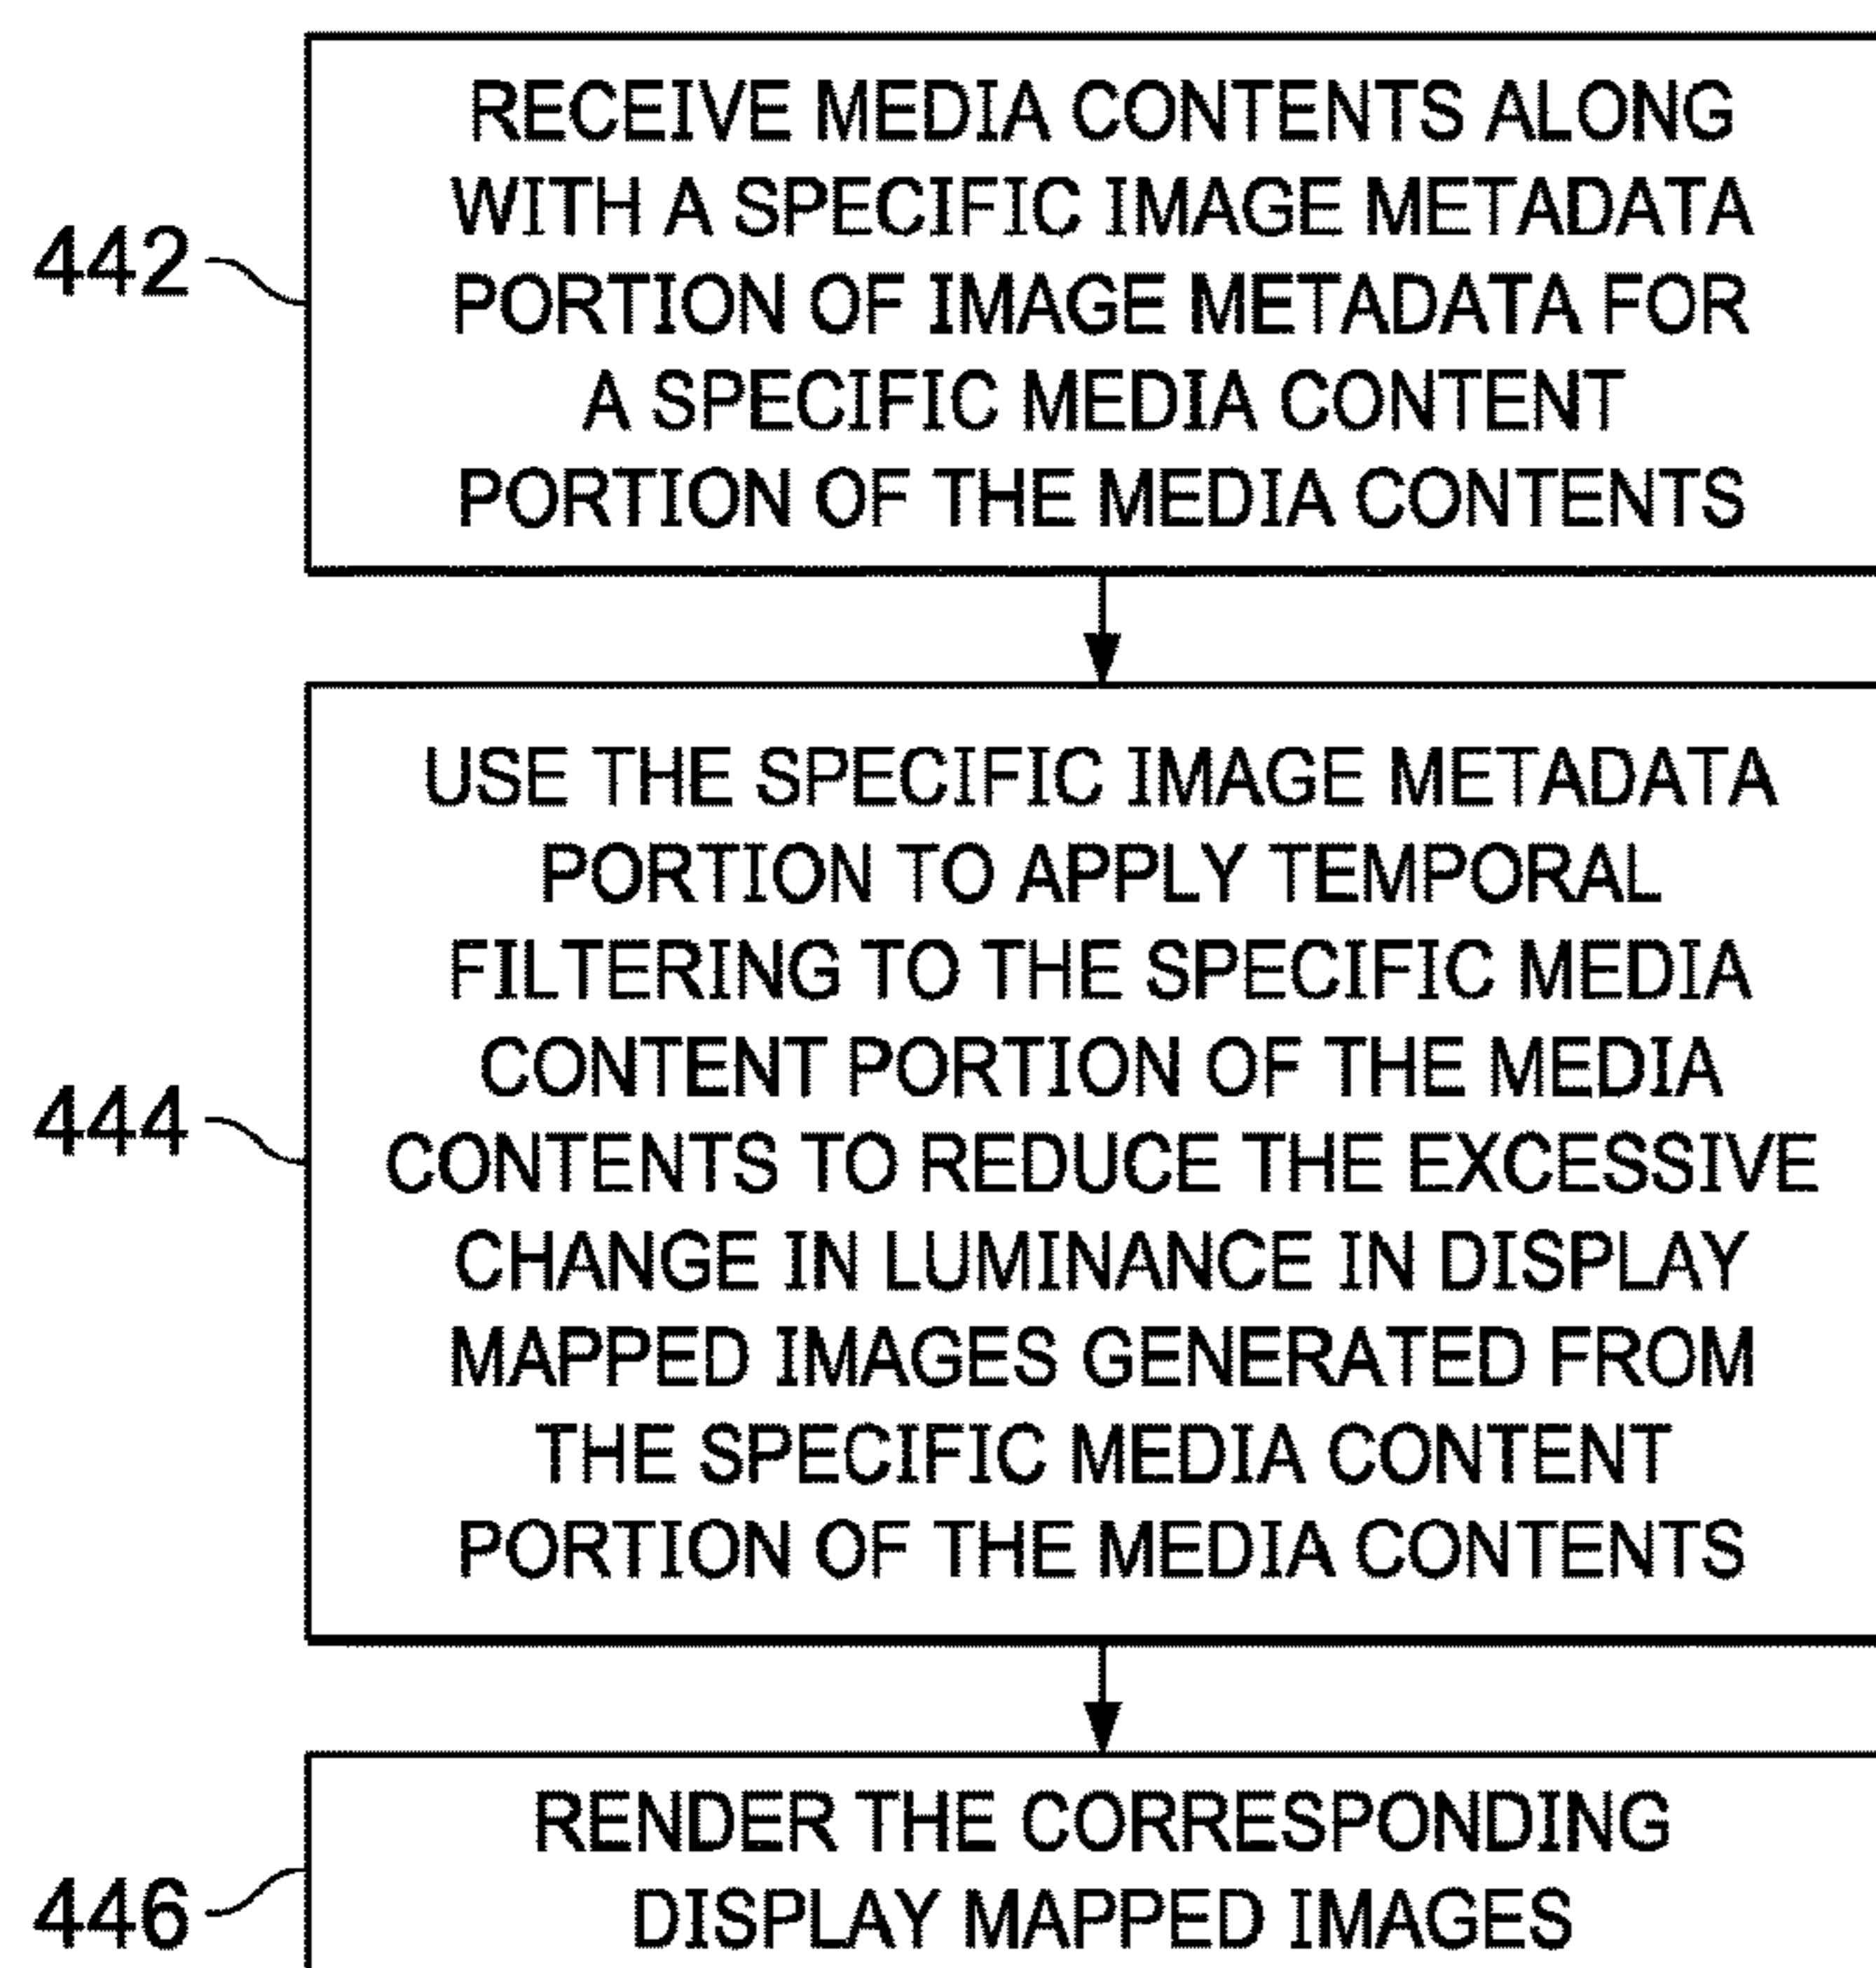 RECEIVE MEDIA CONTENTS ALONG
WITH A SPECIFIC IMAGE METADATA
PORTION OF IMAGE METADATA FOR
A SPECIFIC MEDIA CONTENT
PORTION OF THE MEDIA CONTENTS
442
USE THE SPECIFIC IMAGE METADATA
PORTION TO APPLY TEMPORAL
FILTERING TO THE SPECIFIC MEDIA
CONTENT PORTION OF THE MEDIA
CONTENTS TO REDUCE THE EXCESSIVE
CHANGE IN LUMINANCE IN DISPLAY
MAPPED IMAGES GENERATED FROM
THE SPECIFIC MEDIA CONTENT
PORTION OF THE MEDIA CONTENTS
444
RENDER THE CORRESPONDING
DISPLAY MAPPED IMAGES
446